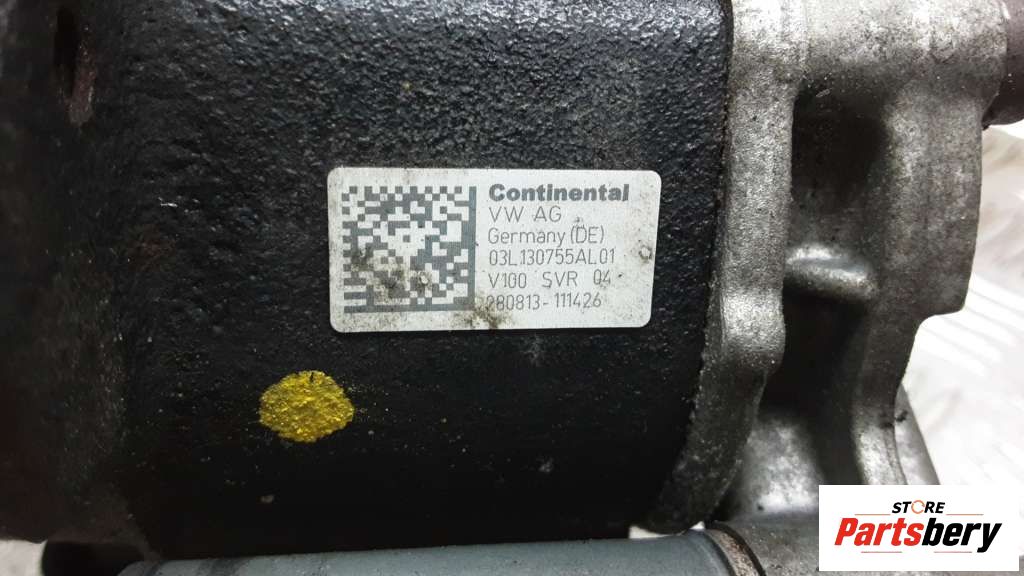 Continental
VW AG
Germany (DE)
03L130755AL01
V100 SVR 04
280813-111426
STORE
Partsbery